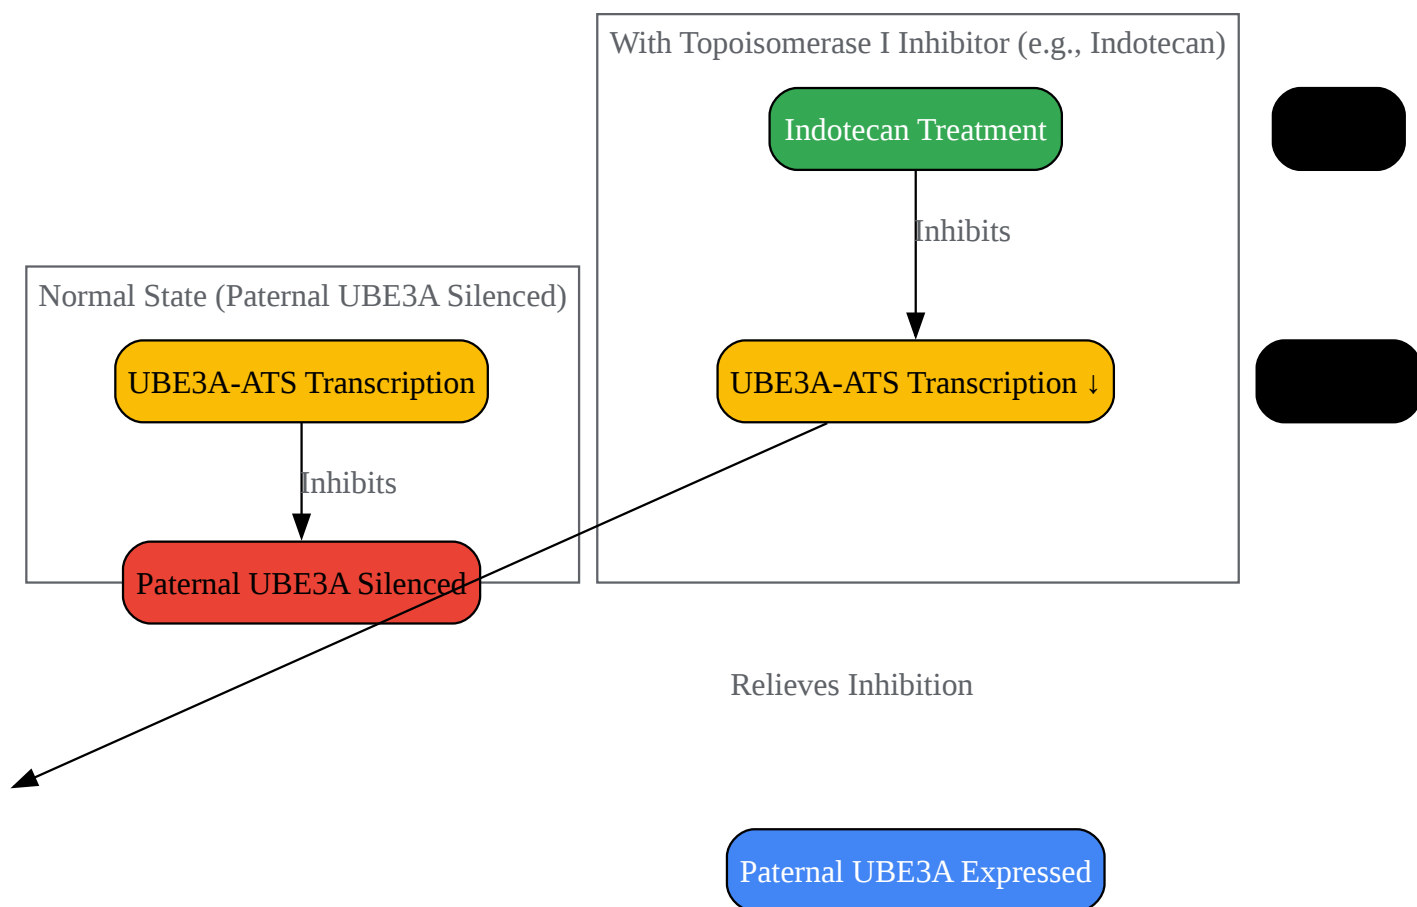 With Topoisomerase I Inhibitor (e.g., Indotecan)
Indotecan Treatment
Inhibits
Normal State (Paternal UBE3A Silenced)
UBE3A-ATS Transcription
UBE3A-ATS Transcription ↓
Inhibits
Paternal UBE3A Silenced
Relieves Inhibition
Paternal UBE3A Expressed